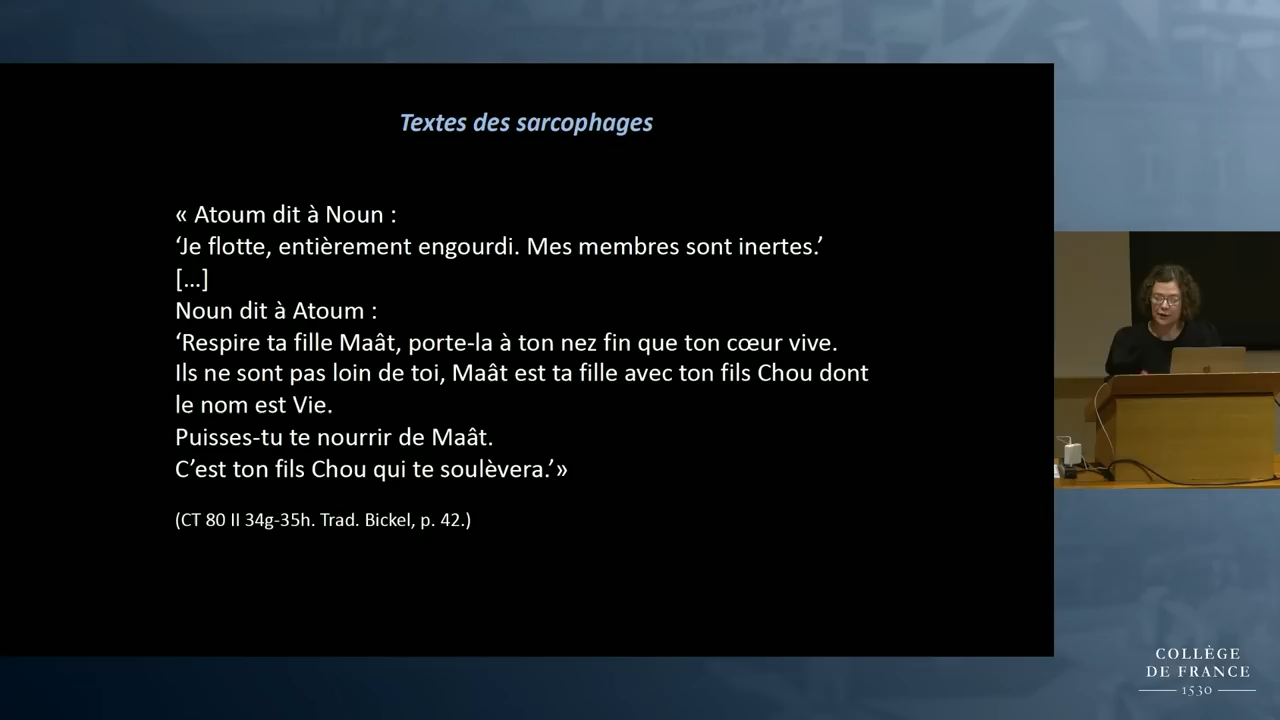 Textes des sarcophages
« Atoum dit à Noun :
‘Je flotte, entièrement engourdi. Mes membres sont inertes.’
[...]
Noun dit à Atoum :
‘Respire ta fille Maât, porte-la à ton nez fin que ton cœur vive.
Ils ne sont pas loin de toi, Maât est ta fille avec ton fils Chou dont
le nom est Vie.
Puisses-tu te nourrir de Maât.
C’est ton fils Chou qui te soulèvera.’»
(CT 80 II 34g-35h. Trad. Bickel, p. 42.)
COLLÈGE
DE FRANCE
1530